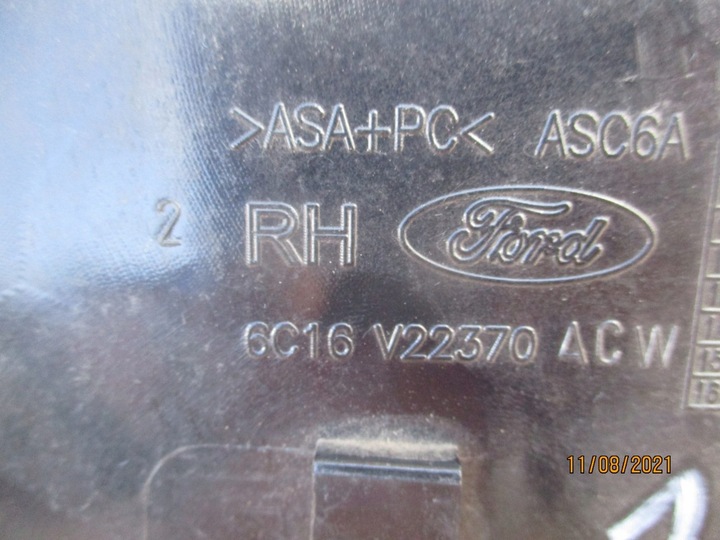 >ASA+PC< ASC6A
2 RH Ford
6C16 V22370 ACW
11/08/2021